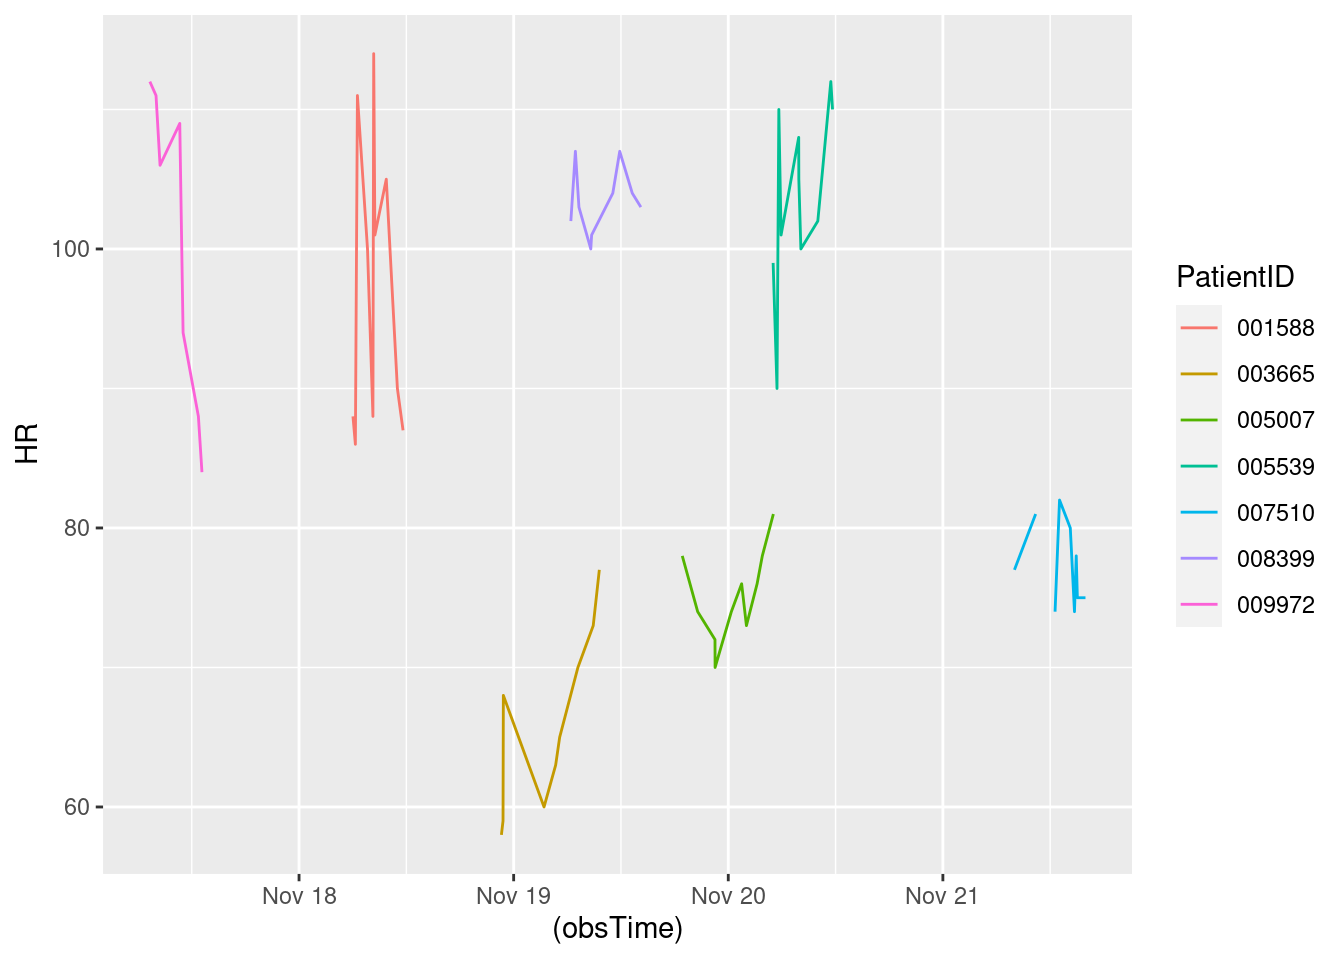 HR
100
80
60
Nov 18
Nov 19
Nov 20
Nov 21
(obsTime)
PatientID
001588
003665
005007
005539
007510
008399
009972